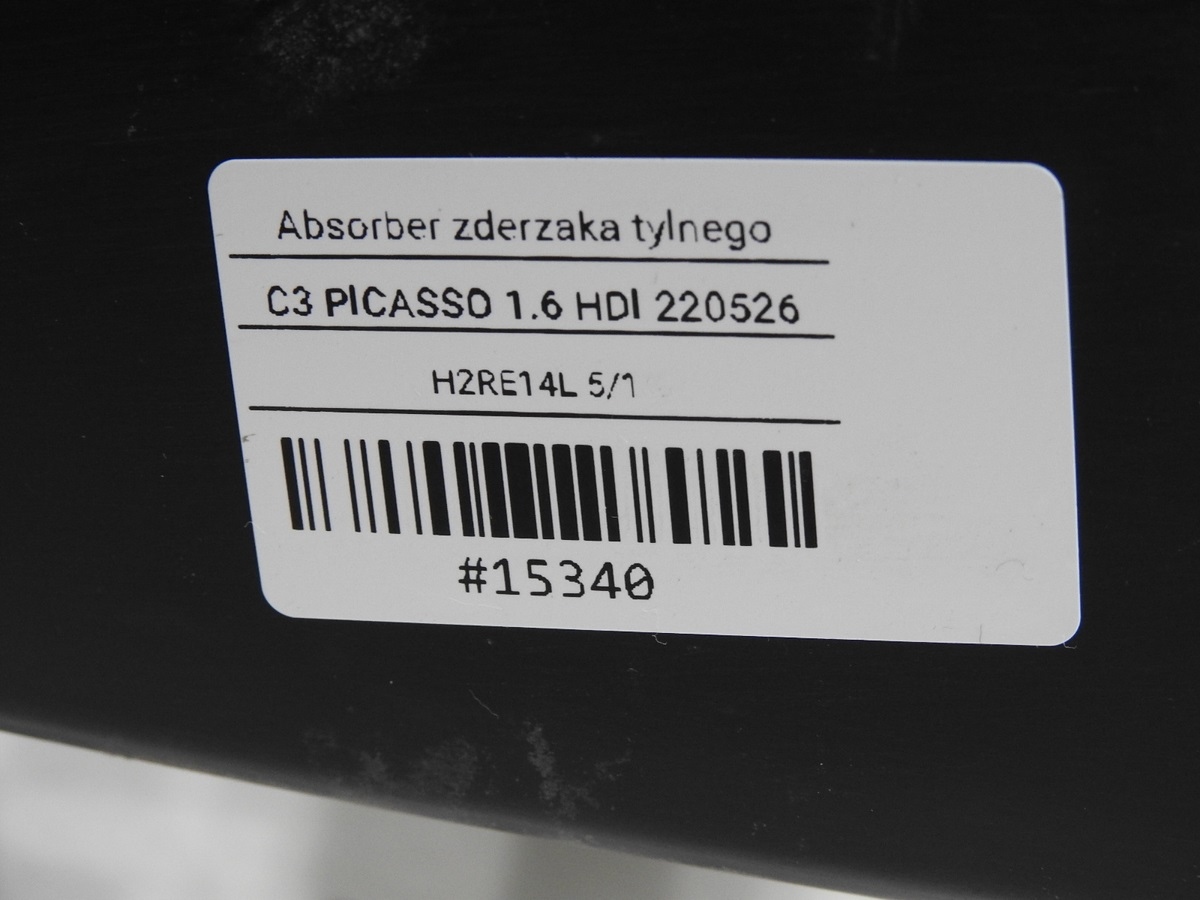 Absorber zderzaka tylnego
C3 PICASSO 1.6 HDI 220526
H2RE14L 5/1
#15340